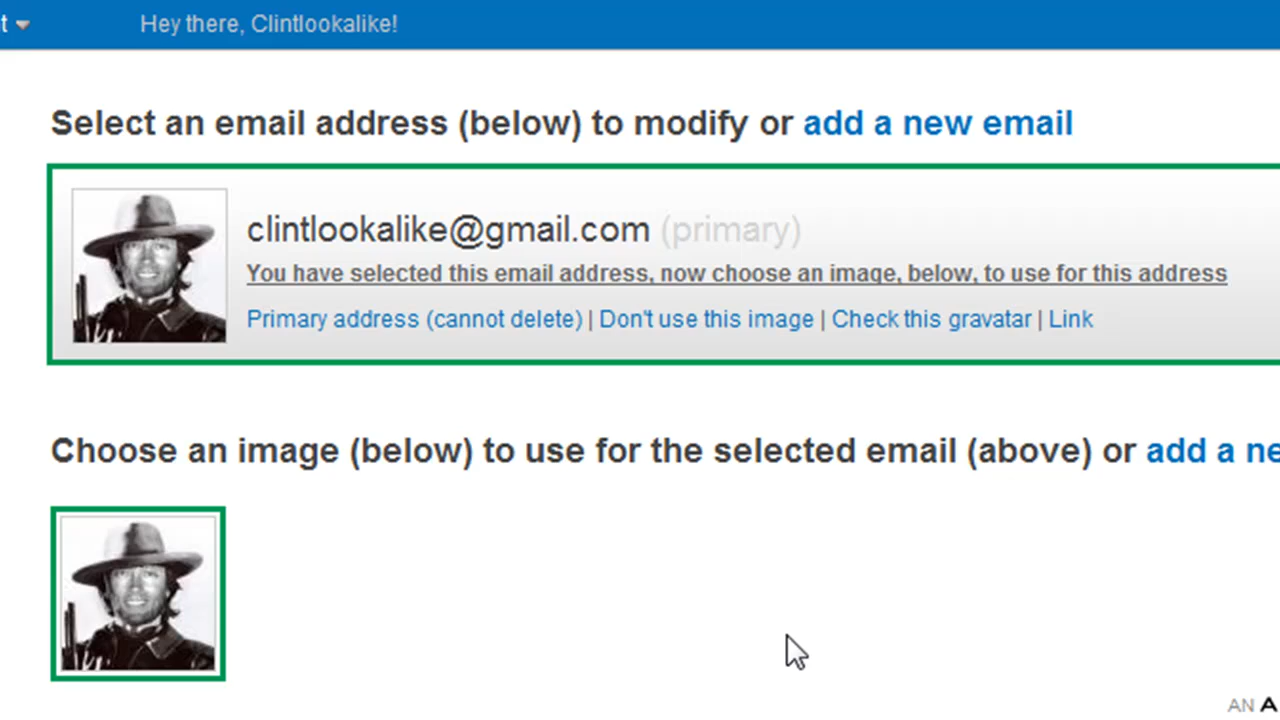 Hey there, Clintlookalike!
Select an email address (below) to modify or add a new email
clintlookalike@gmail.com (primary)
You have selected this email address, now choose an image, below, to use for this address
Primary address (cannot delete) | Don't use this image | Check this gravatar | Link
Choose an image (below) to use for the selected email (above) or add a
AN